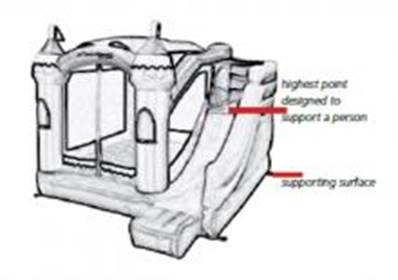 highest point
designed to
support a person
supporting surface